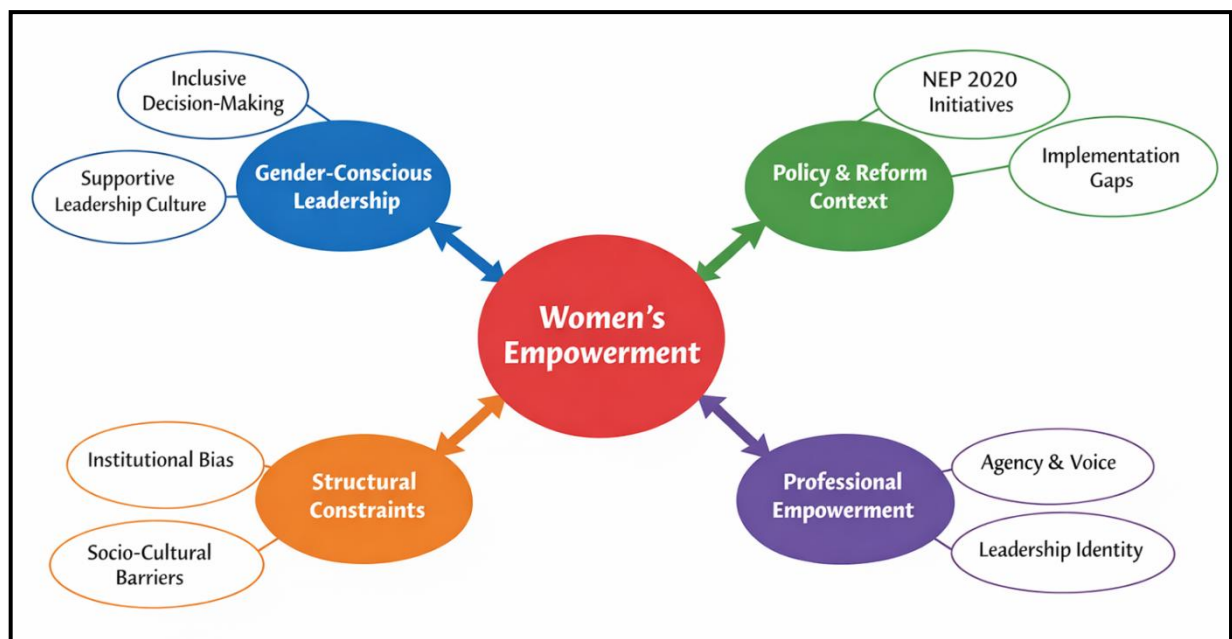 Inclusive
Decision-Making
Supportive
Leadership Culture
Gender-Conscious
Leadership
NEP 2020
Initiatives
Implementation
Gaps
Policy & Reform
Context
Women's
Empowerment
Institutional Bias
Socio-Cultural
Barriers
Structural
Constraints
Professional
Empowerment
Agency & Voice
Leadership Identity